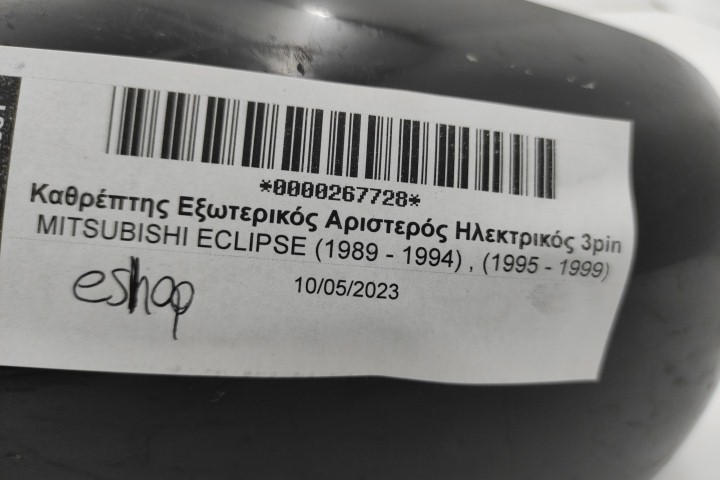 *0000267728*
Καθρέπτης Εξωτερικός Αριστερός Ηλεκτρικός 3pin
MITSUBISHI ECLIPSE (1989 - 1994) , (1995 - 1999)
eshop
10/05/2023